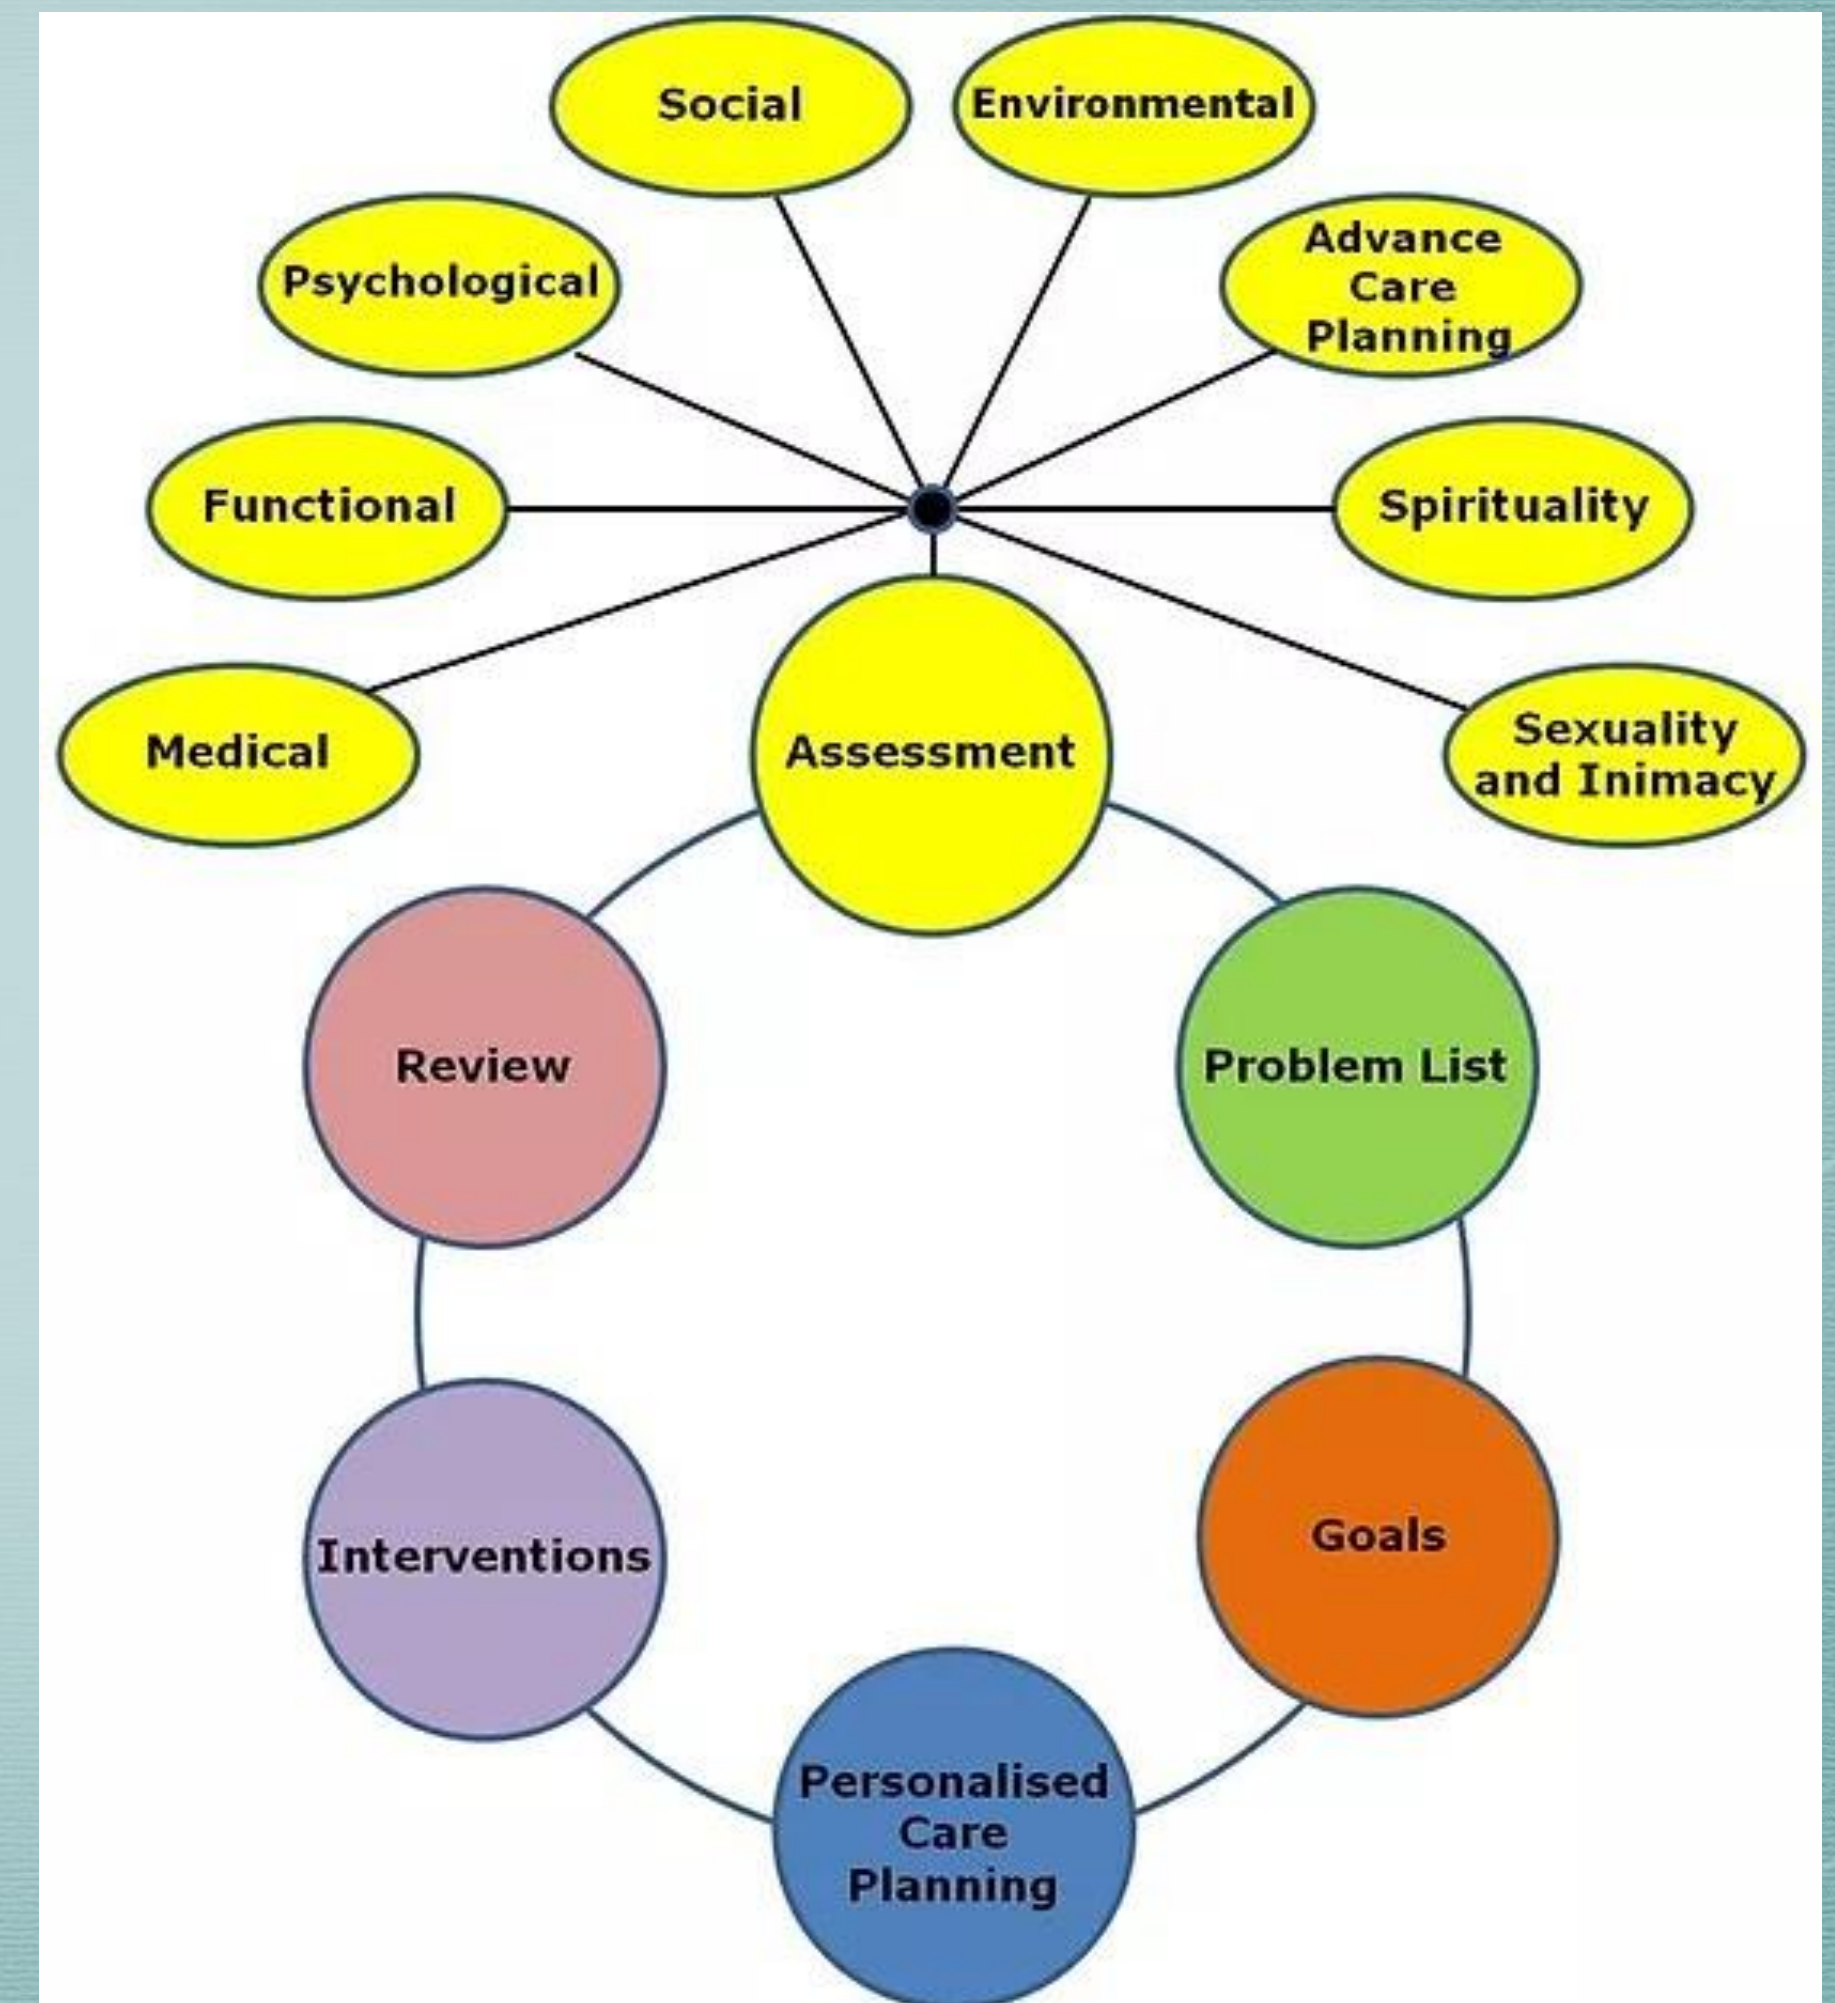 Social
Environmental
Psychological
Advance
Care
Planning
Functional
Spirituality
Medical
Assessment
Sexuality
and Inimacy
Review
Problem List
Interventions
Goals
Personalised
Care
Planning